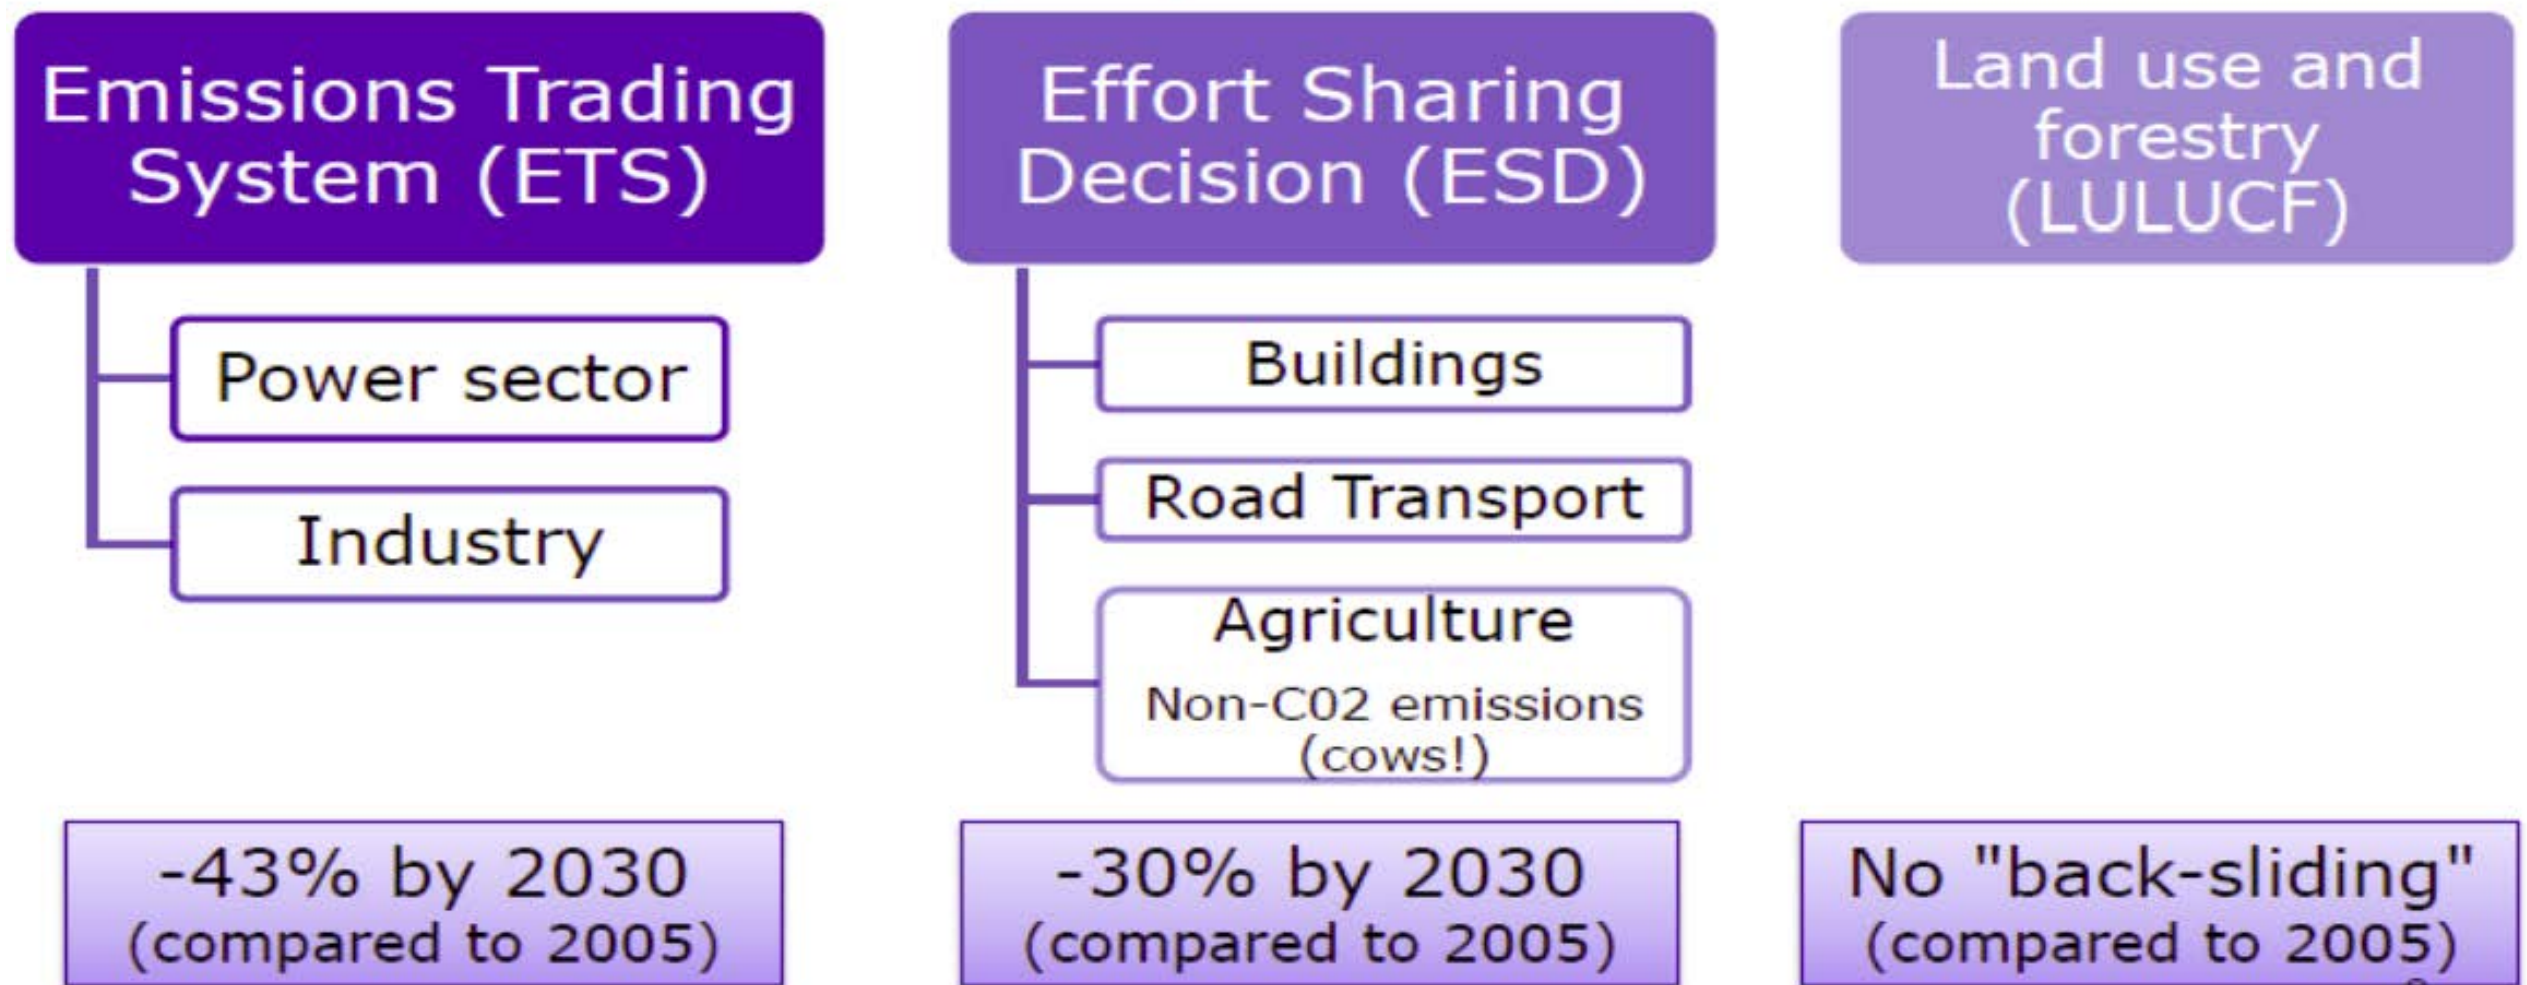 Emissions Trading
System (ETS)
Power sector
Industry
-43% by 2030
(compared to 2005)
Effort Sharing
Decision (ESD)
Buildings
Road Transport
Agriculture
Non-C02 emissions
(cows!)
-30% by 2030
(compared to 2005)
Land use and
forestry
(LULUCF)
No "back-sliding"
(compared to 2005)